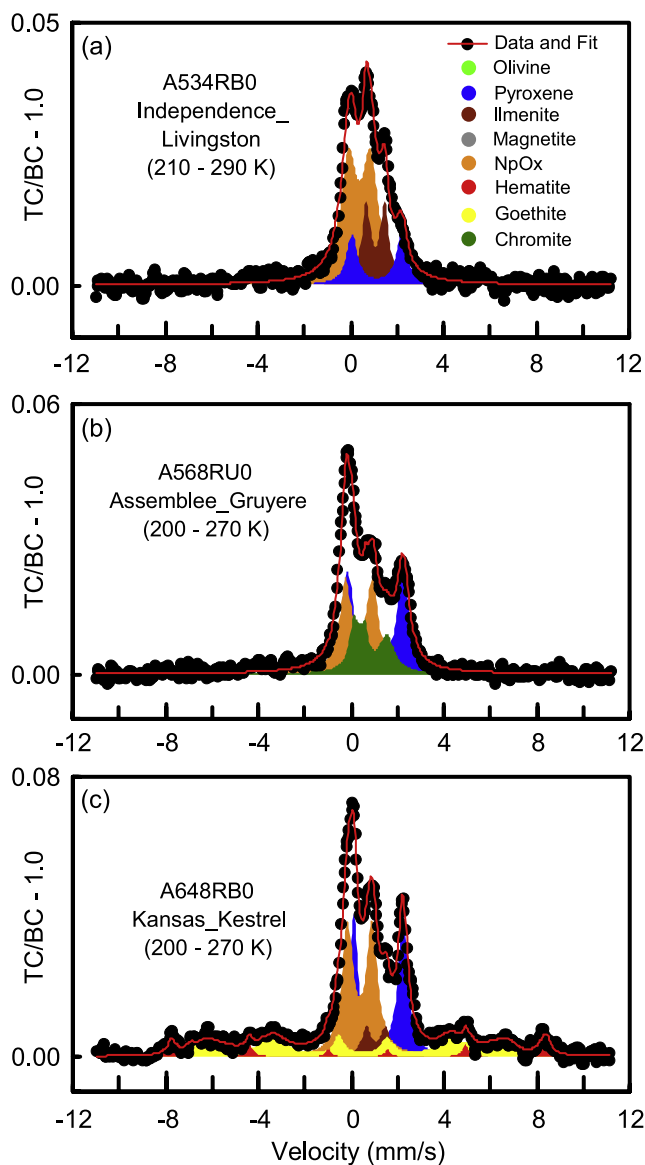 0.05
(a)
A534RB0
Independence_
Livingston
(210 - 290 K)
Data and Fit
Olivine
Pyroxene
Ilmenite
Magnetite
NpOx
Hematite
Goethite
Chromite
TC/BC - 1.0
0.00
-12 -8 -4 0 4 8 12
0.06
(b)
A568RU0
Assemblee_Gruyere
(200 - 270 K)
TC/BC - 1.0
0.00
-12 -8 -4 0 4 8 12
0.08
(c)
A648RB0
Kansas_Kestrel
(200 - 270 K)
TC/BC - 1.0
0.00
-12 -8 -4 0 4 8 12
Velocity (mm/s)